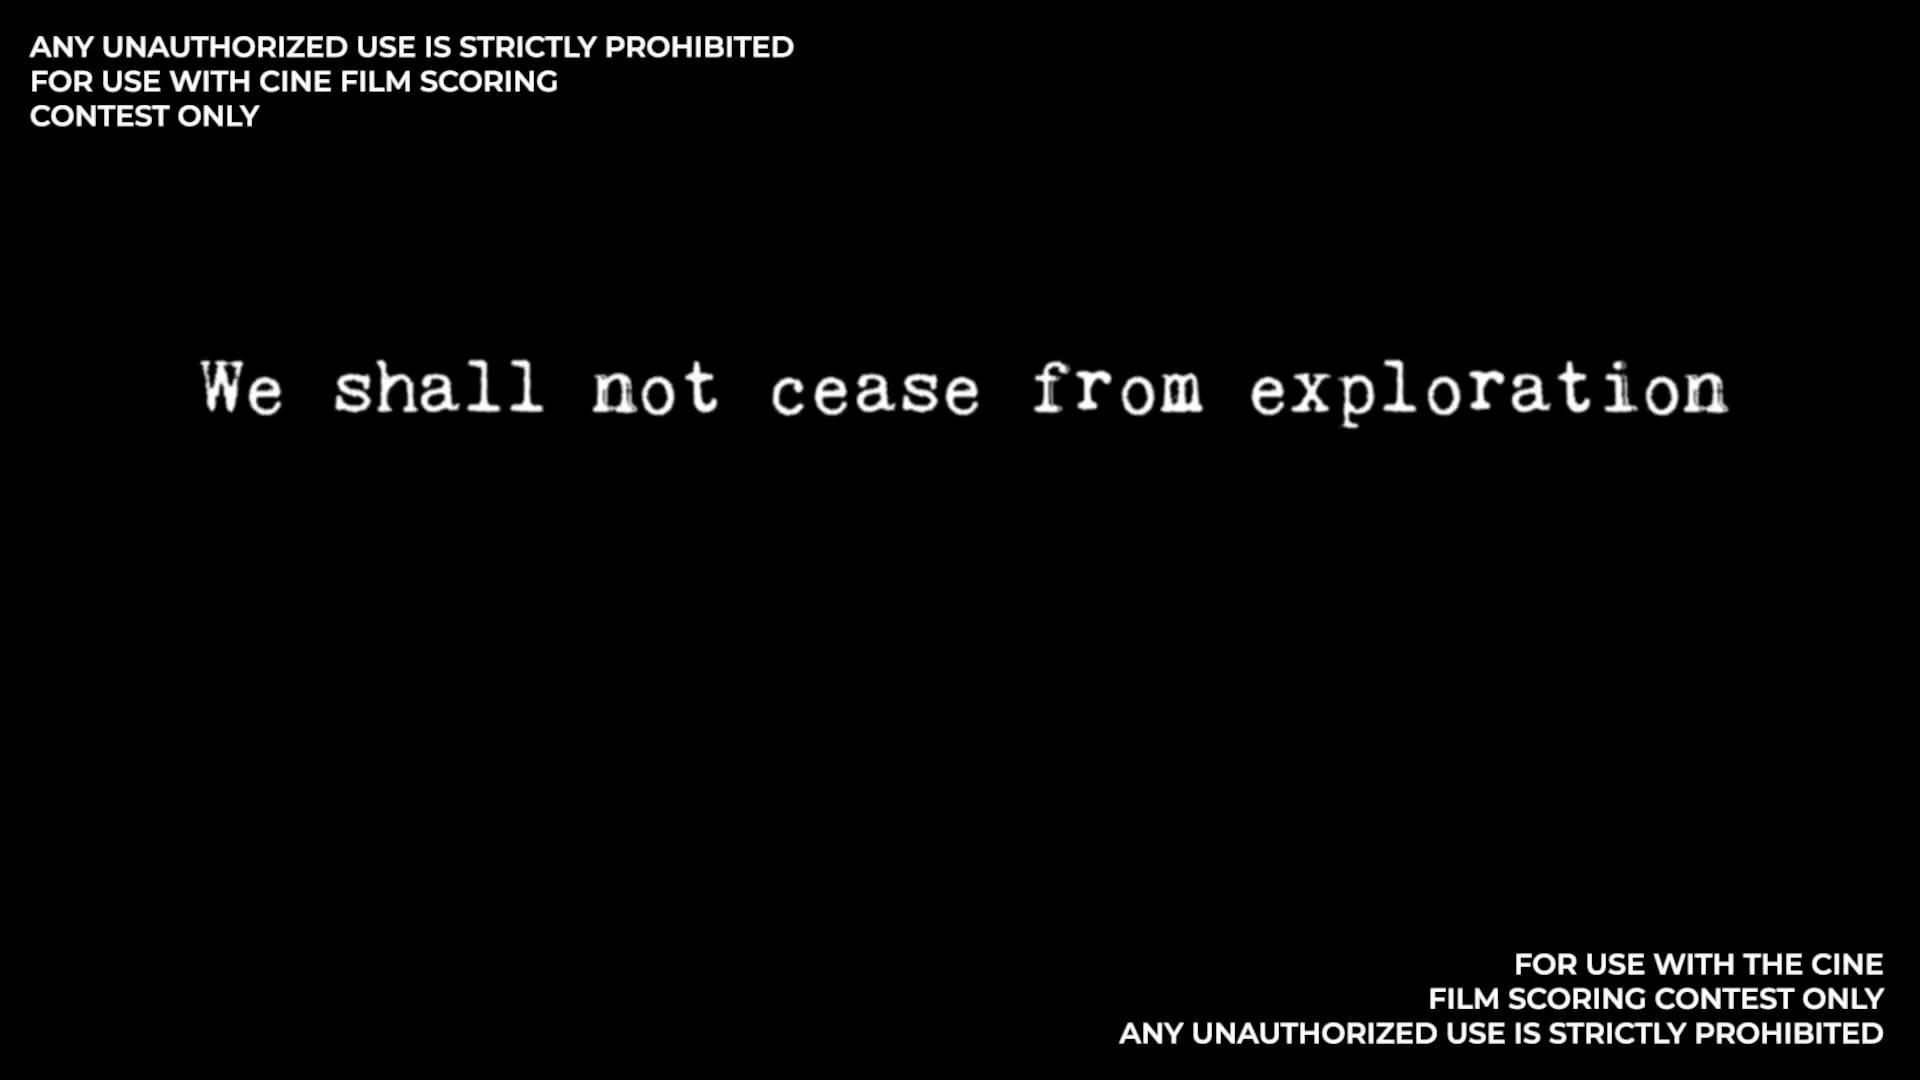 ANY UNAUTHORIZED USE IS STRICTLY PROHIBITED
FOR USE WITH CINE FILM SCORING
CONTEST ONLY
We shall not cease from exploration
FOR USE WITH THE CINE
FILM SCORING CONTEST ONLY
ANY UNAUTHORIZED USE IS STRICTLY PROHIBITED